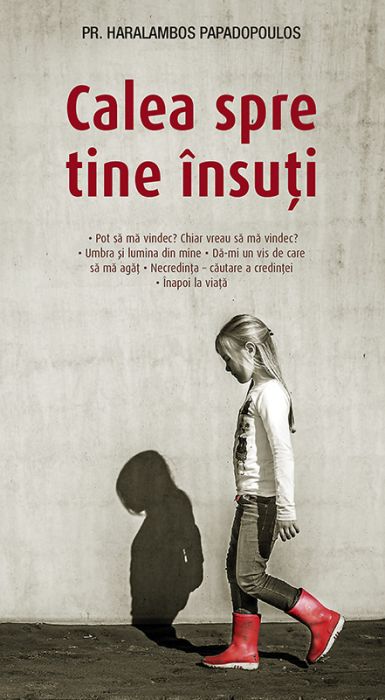 PR. HARALAMBOS PAPADOPOULOS
Calea spre
tine însuți
• Pot să mă vindec? Chiar vreau să mă vindec?
• Umbra și lumina din mine • Dă-mi un vis de care
să mă agăț • Necredința – căutare a credinței
• Înapoi la viață